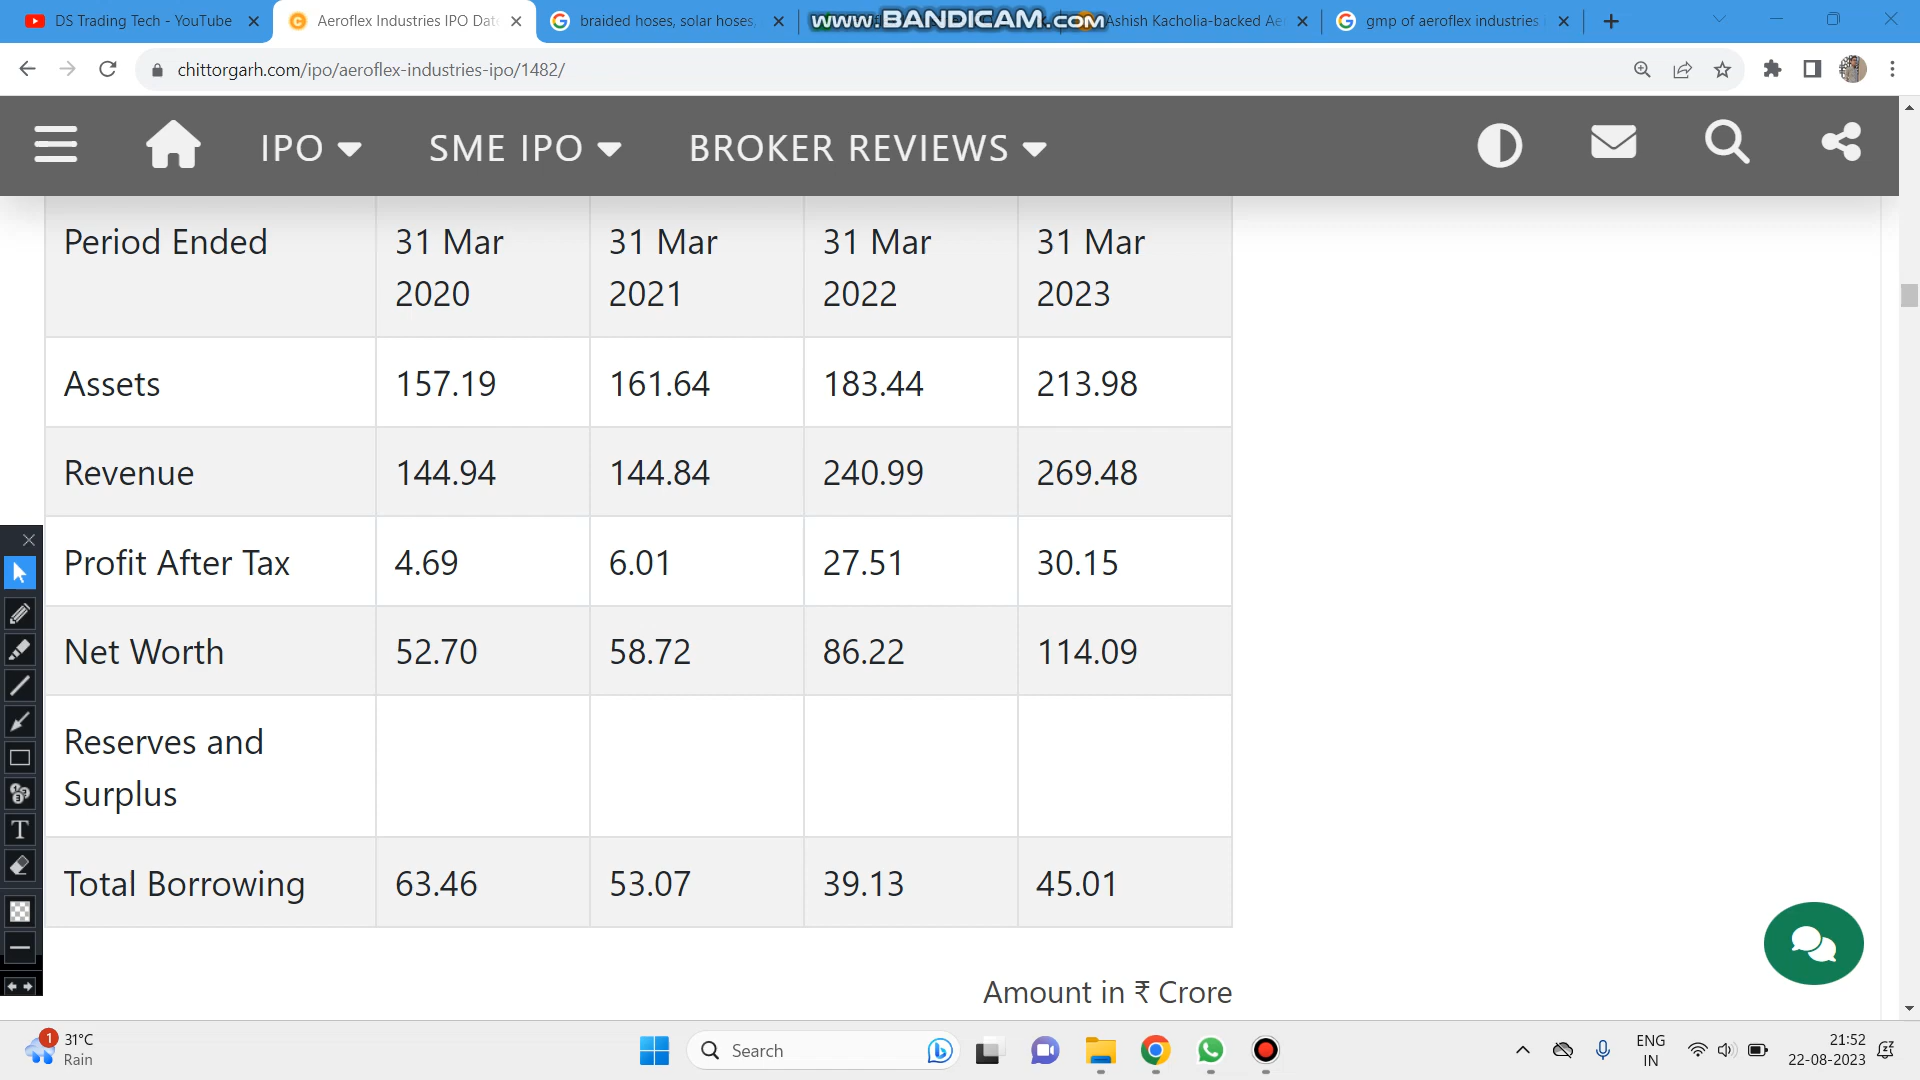 DS Trading Tech - YouTube
Aeroflex Industries IPO Dat
braided hoses, solar hoses,
www.BANDICAM.com
Ashish Kacholia-backed Ae
gmp of aeroflex industries
chittorgarh.com/ipo/aeroflex-industries-ipo/1482/
IPO SME IPO BROKER REVIEWS
Period Ended 31 Mar 2020 31 Mar 2021 31 Mar 2022 31 Mar 2023
Assets 157.19 161.64 183.44 213.98
Revenue 144.94 144.84 240.99 269.48
Profit After Tax 4.69 6.01 27.51 30.15
Net Worth 52.70 58.72 86.22 114.09
Reserves and
Surplus
Total Borrowing 63.46 53.07 39.13 45.01
Amount in ₹ Crore
T
1
31°C
Rain
Search
ENG
IN
21:52
22-08-2023